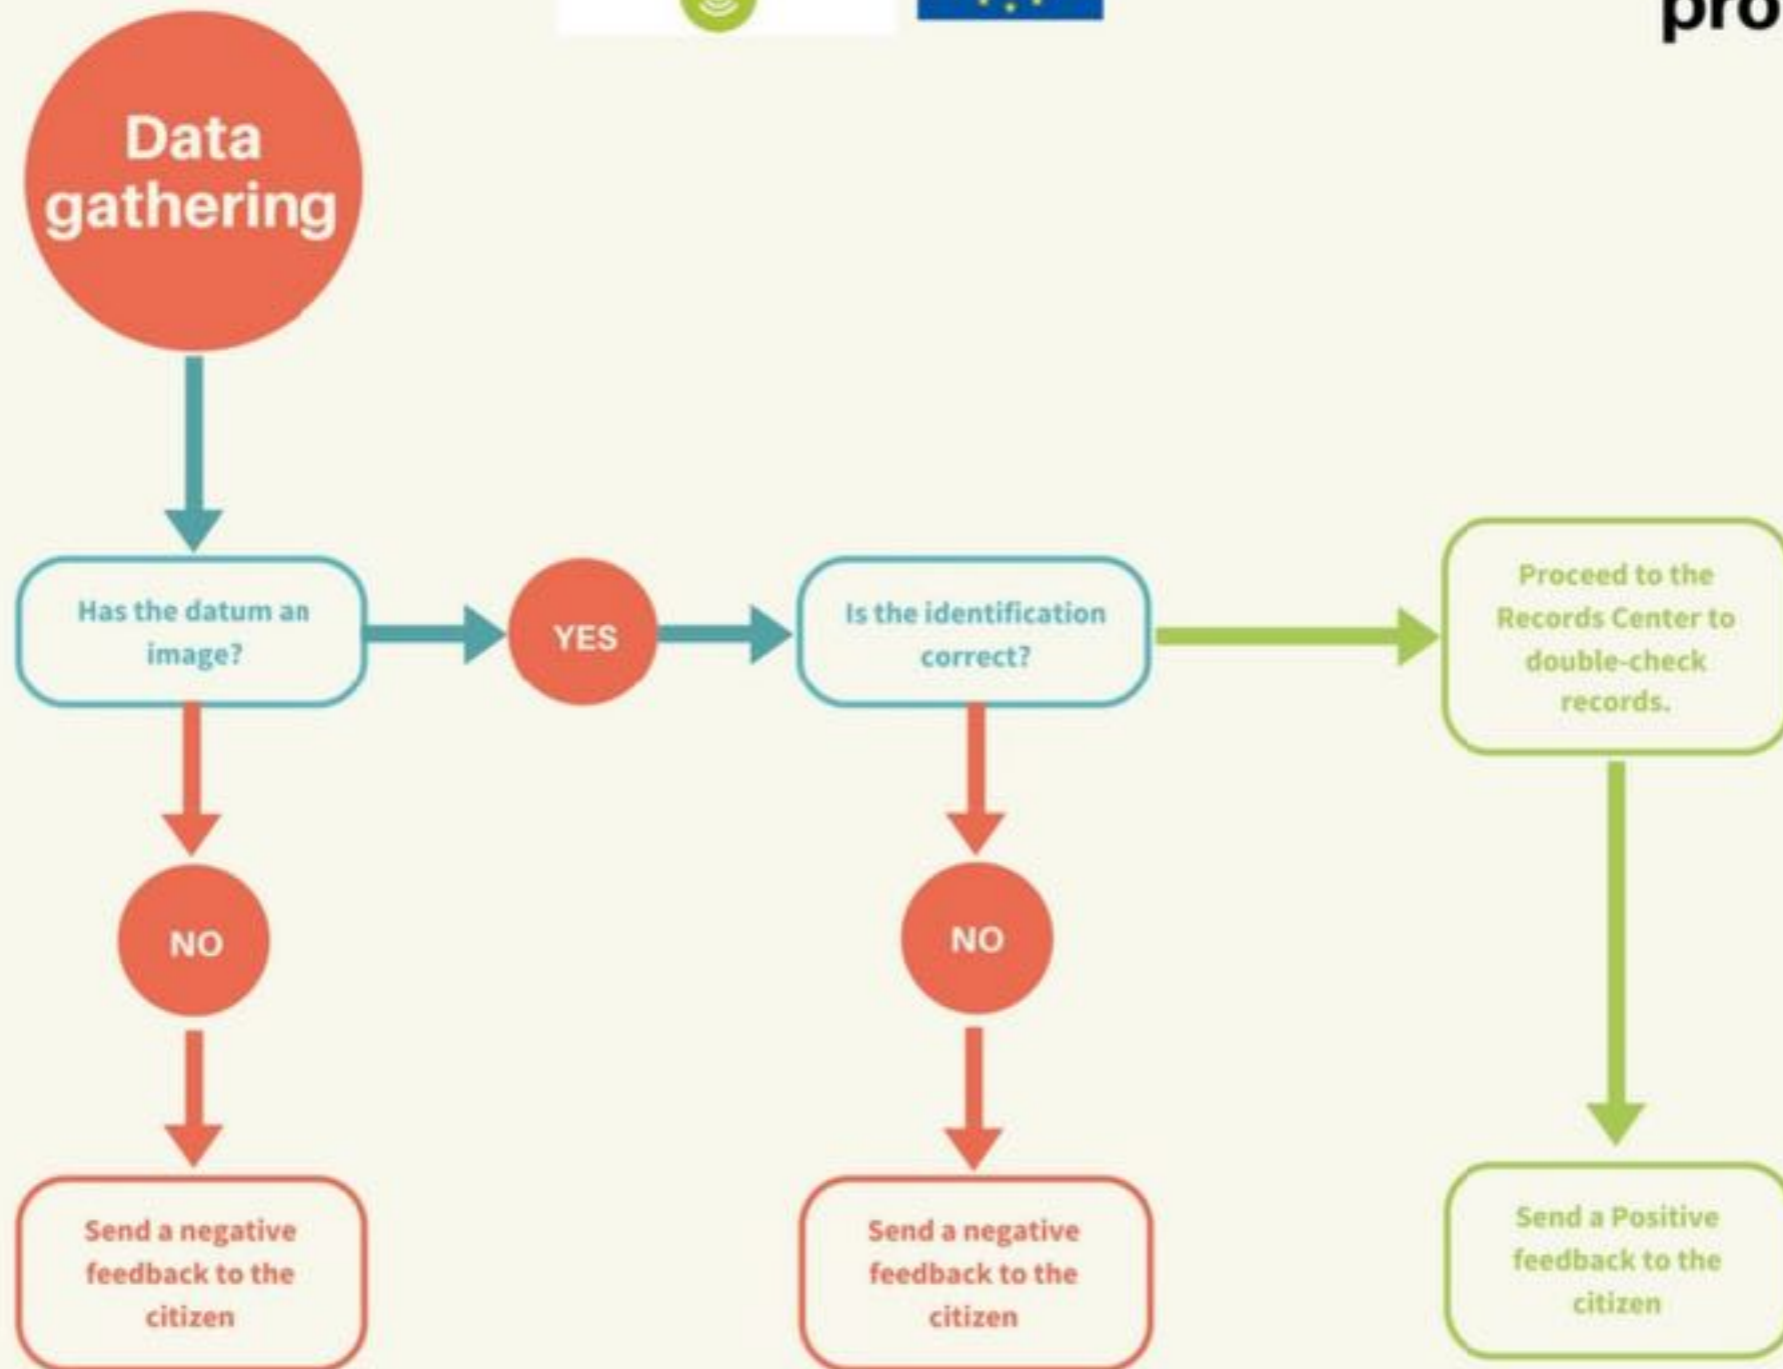 pro
Data
gathering
Has the datum an
image?
YES
Is the identification
correct?
Proceed to the
Records Center to
double-check
records.
NO
NO
Send a negative
feedback to the
citizen
Send a negative
feedback to the
citizen
Send a Positive
feedback to the
citizen